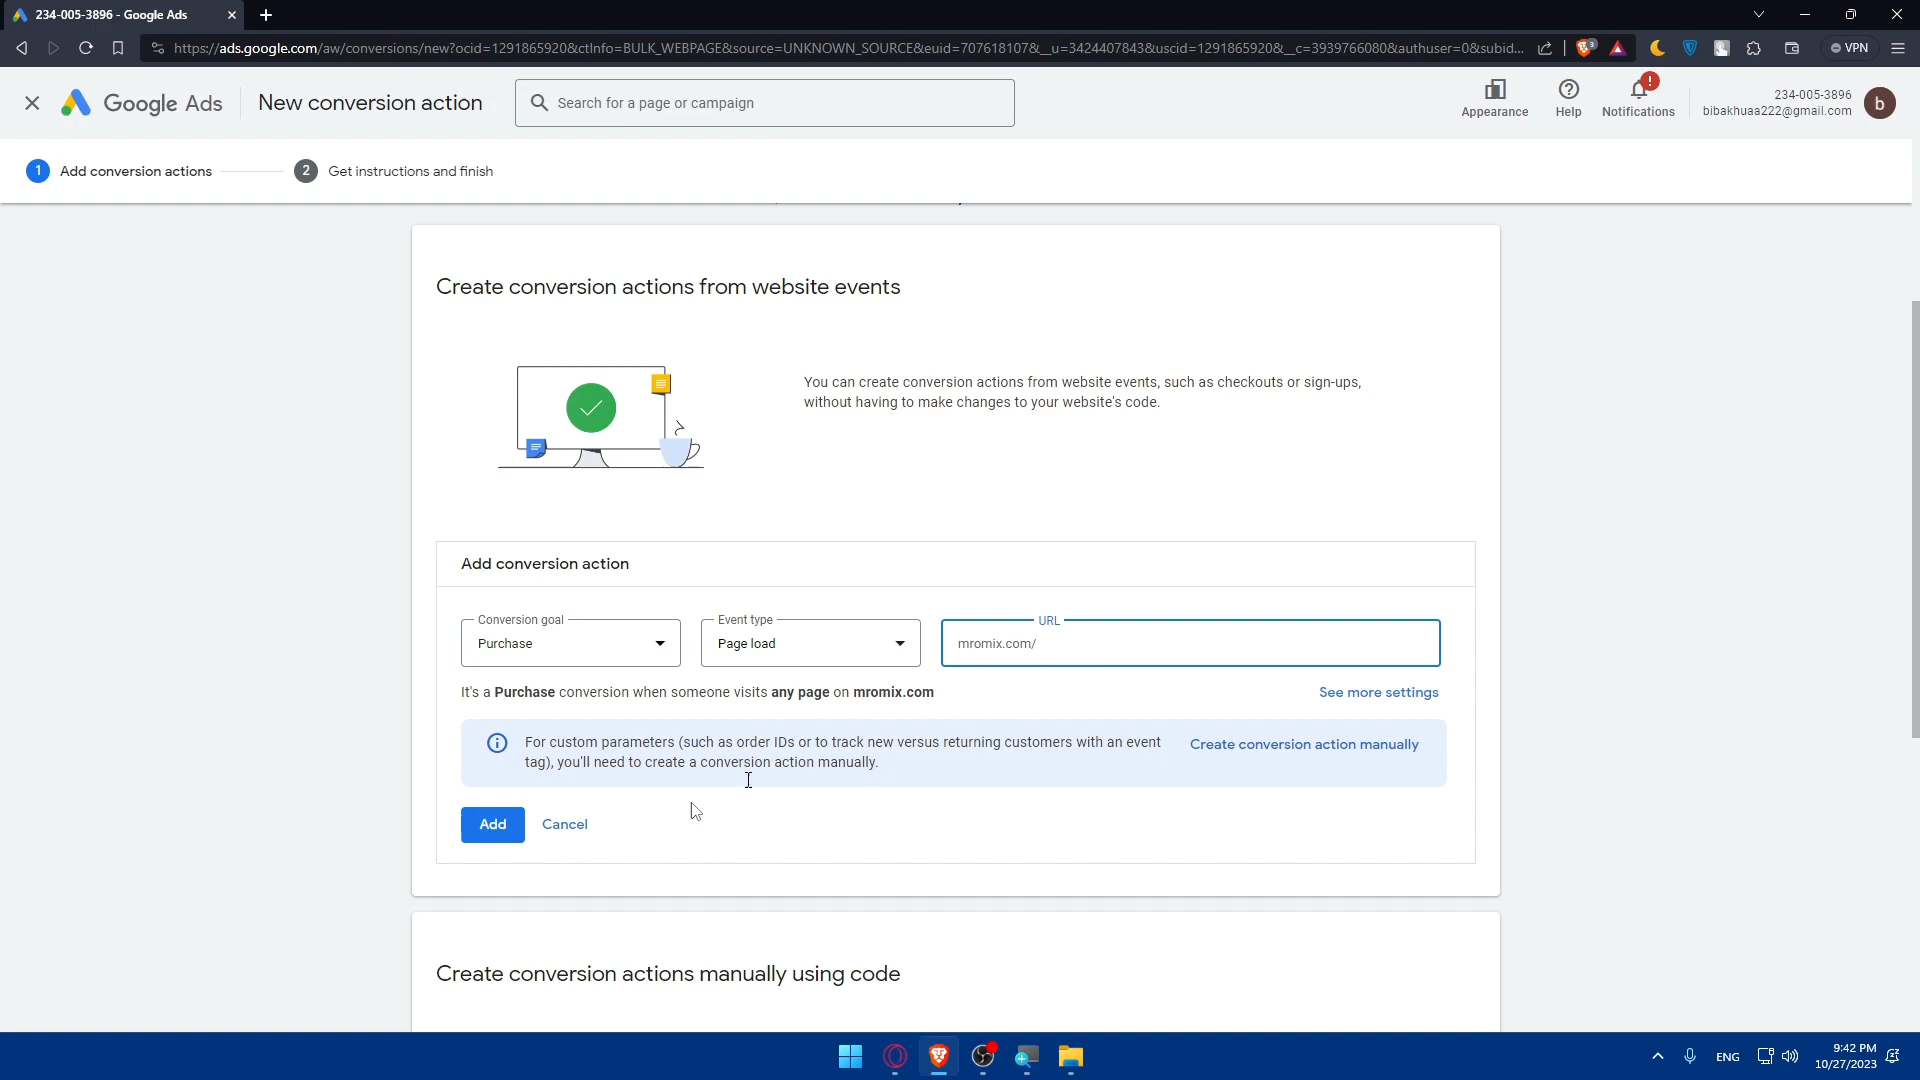 234-005-3896 - Google Ads
https://ads.google.com/aw/conversions/new?ocid=1291865920&ctInfo=BULK_WEBPAGE&source=UNKNOWN_SOURCE&euid=707618107&__u=3424407843&uscid=1291865920&__c=3939766080&authuser=0&subid...
3
VPN
Google Ads
New conversion action
Search for a page or campaign
Appearance
Help
!
Notifications
234-005-3896
bibakhuaa222@gmail.com
b
1 Add conversion actions
2 Get instructions and finish
Create conversion actions from website events
You can create conversion actions from website events, such as checkouts or sign-ups,
without having to make changes to your website's code.
Add conversion action
Conversion goal
Purchase
Event type
Page load
URL
mromix.com/
It's a Purchase conversion when someone visits any page on mromix.com
See more settings
For custom parameters (such as order IDs or to track new versus returning customers with an event
tag), you'll need to create a conversion action manually.
Create conversion action manually
Add
Cancel
Create conversion actions manually using code
ENG
9:42 PM
10/27/2023